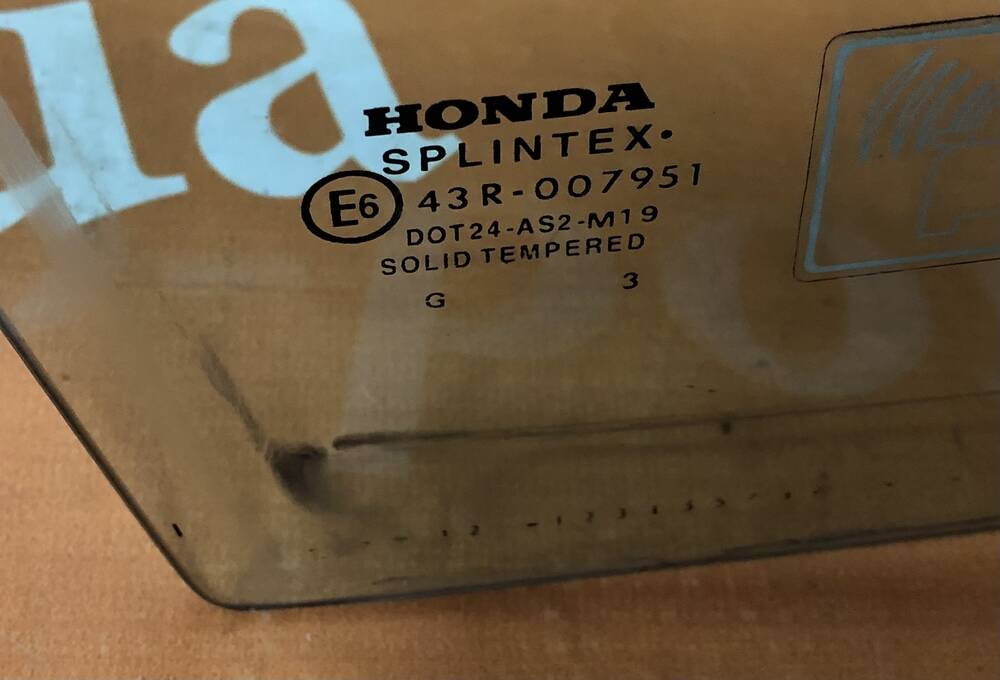 HONDA
SPLINTEX•
E6 43R-007951
DOT24-AS2-M19
SOLID TEMPERED
G 3